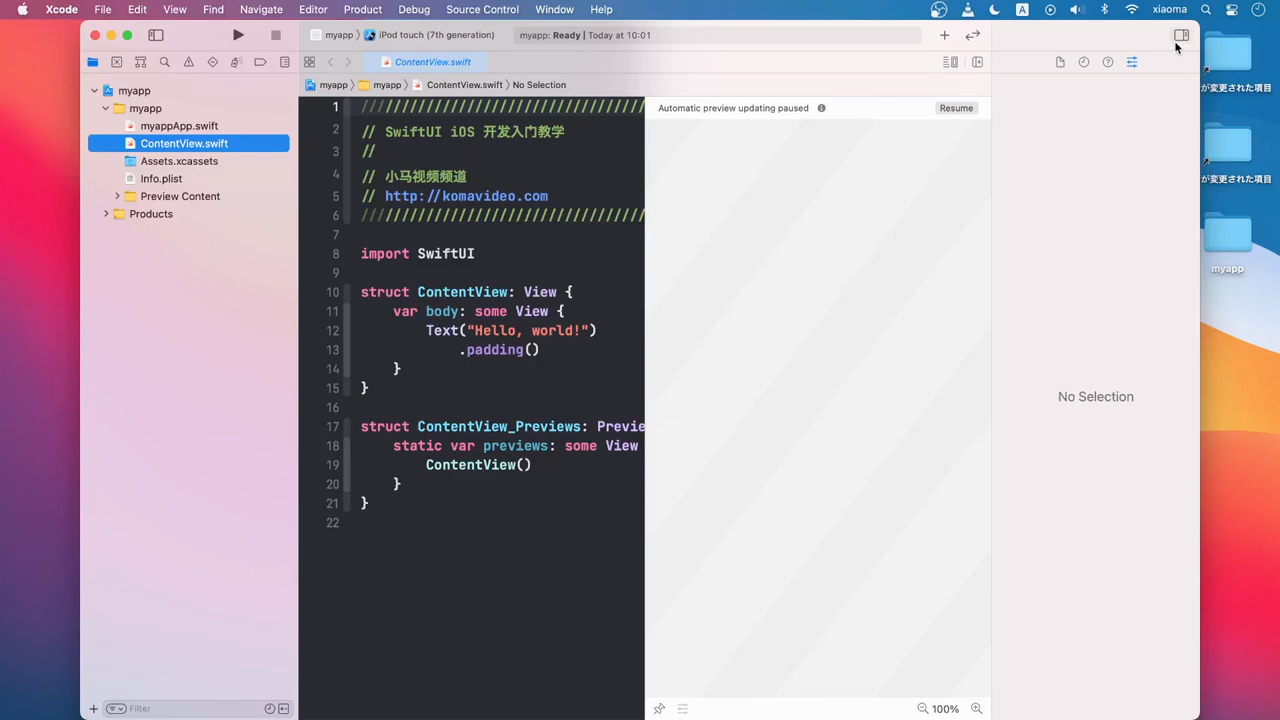 Xcode File Edit View Find Navigate Editor Product Debug Source Control Window Help A xiaoma
myapp iPod touch (7th generation) myapp: Ready | Today at 10:01
ContentView.swift
myapp myapp ContentView.swift No Selection
myapp
myapp
myappApp.swift
ContentView.swift
Assets.xcassets
Info.plist
Preview Content
Products
Filter
1 ///////////////////////////////////
2 // SwiftUI iOS 开发入门教学
3 //
4 // 小马视频频道
5 // http://komavideo.com
6 ///////////////////////////////////
7
8 import SwiftUI
9
10 struct ContentView: View {
11 var body: some View {
12 Text("Hello, world!")
13 .padding()
14 }
15 }
16
17 struct ContentView_Previews: Previe
18 static var previews: some View
19 ContentView()
20 }
21 }
22
Automatic preview updating paused Resume
100%
No Selection
が変更された項目
が変更された項目
myapp